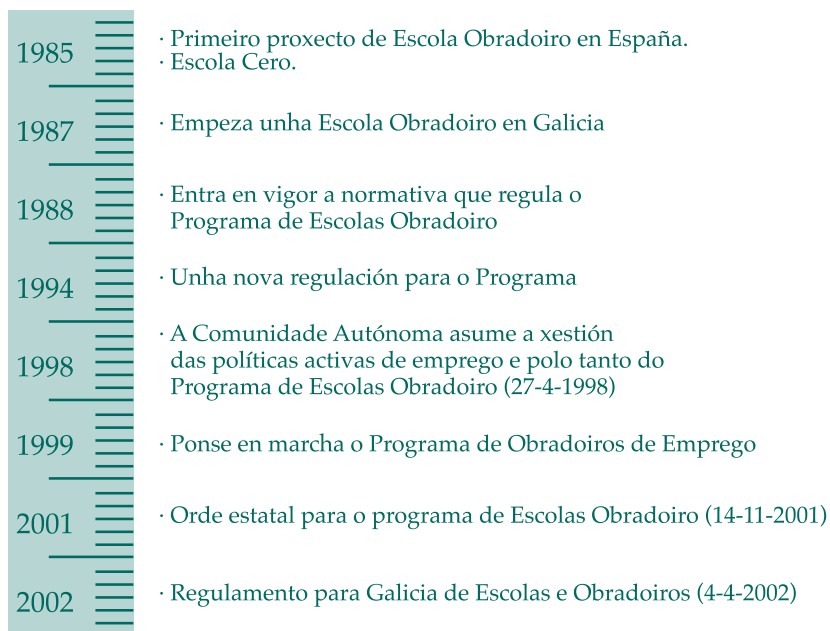 1985
· Primeiro proxecto de Escola Obradoiro en España.
· Escola Cero.
1987
· Empeza unha Escola Obradoiro en Galicia
1988
· Entra en vigor a normativa que regula o
Programa de Escolas Obradoiro
1994
· Unha nova regulación para o Programa
1998
· A Comunidade Autónoma asume a xestión
das políticas activas de emprego e polo tanto do
Programa de Escolas Obradoiro (27-4-1998)
1999
· Ponse en marcha o Programa de Obradoiros de Emprego
2001
· Orde estatal para o programa de Escolas Obradoiro (14-11-2001)
2002
· Regulamento para Galicia de Escolas e Obradoiros (4-4-2002)